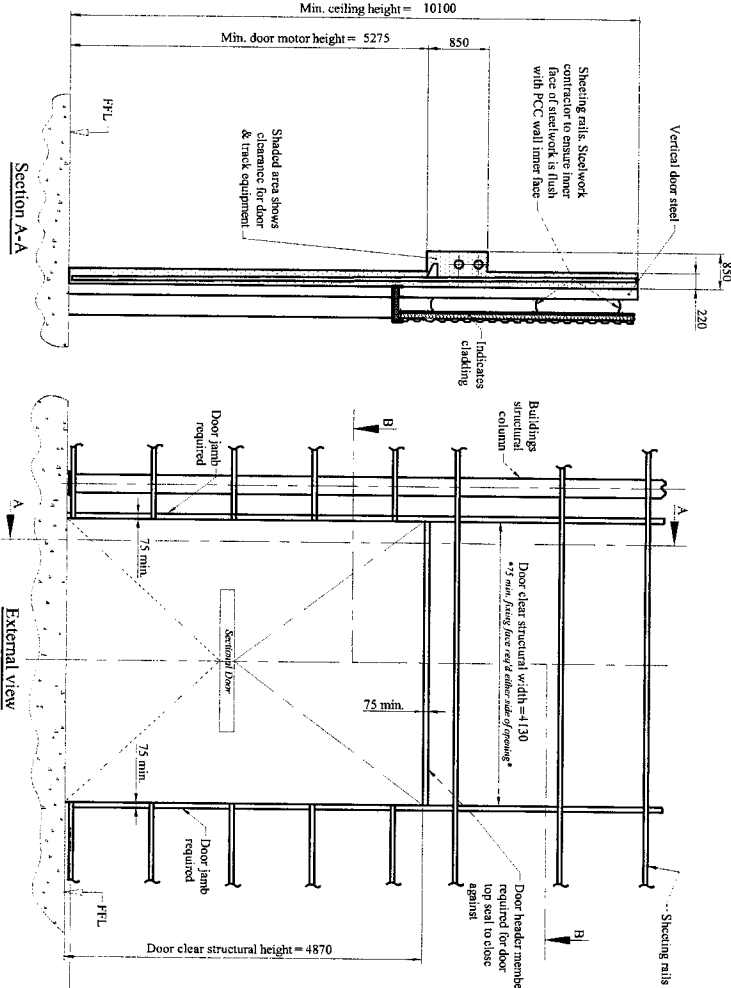 Min. ceiling height = 10100
Min. door motor height = 5275
850
Sheeting rails. Steelwork
contractor to ensure inner
face of steelwork is flush
with PCC wall inner face
Vertical door steel
FFL
Shaded area shows
clearance for door
& track equipment
850
220
Indicates
cladding
Section A-A
Buildings
structural
column
B
Door jamb
required
A
A
75 min.
Door clear structural width = 4130
*75 min. fixing face req'd either side of opening*
Sectional Door
75 min.
75 min.
Door jamb
required
Door header membe
required for door
top seal to close
against
B
Sheeting rails
FFL
Door clear structural height = 4870
External view